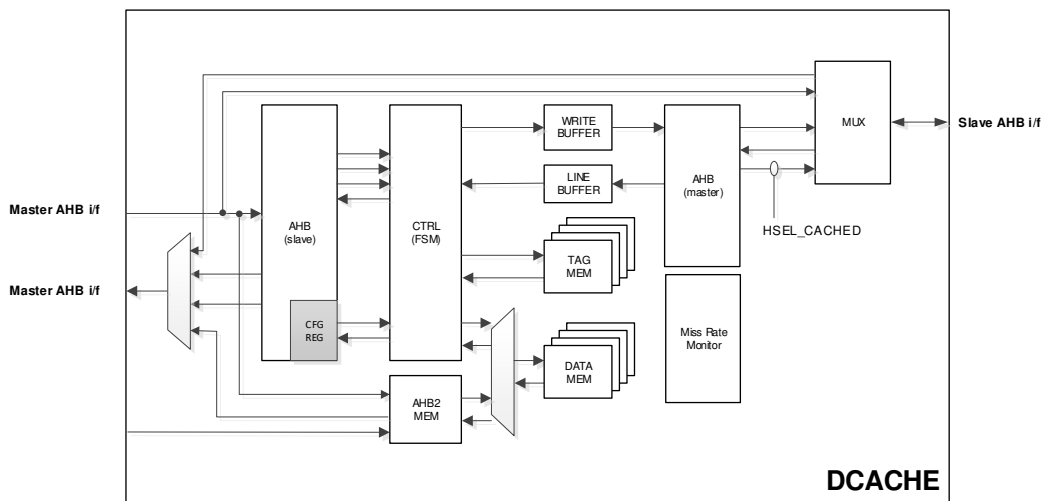 WRITE
BUFFER
MUX
Slave AHB i/f
LINE
BUFFER
AHB
(master)
Master AHB i/f
AHB
(slave)
CTRL
(FSM)
HSEL_CACHED
TAG
MEM
Master AHB i/f
CFG
REG
Miss Rate
Monitor
DATA
MEM
AHB2
MEM
DCACHE